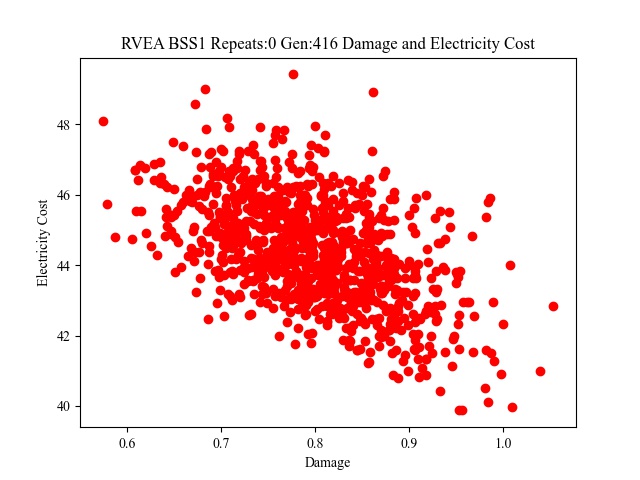 RVEA BSS1 Repeats:0 Gen:416 Damage and Electricity Cost
Electricity Cost
48
46
44
42
40
0.6 0.7 0.8 0.9 1.0
Damage